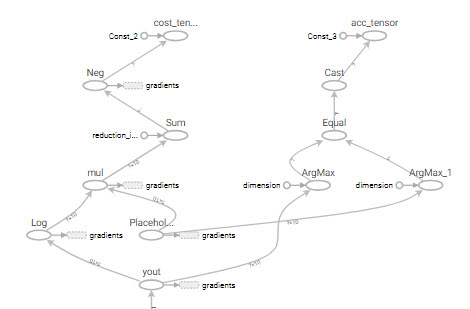 cost_ten...
acc_tensor
Const_2
Const_3
Neg
gradients
Cast
Sum
Equal
reduction_i...
mul
gradients
dimension
ArgMax
dimension
ArgMax_1
Log
gradients
Placehol...
gradients
yout
gradients